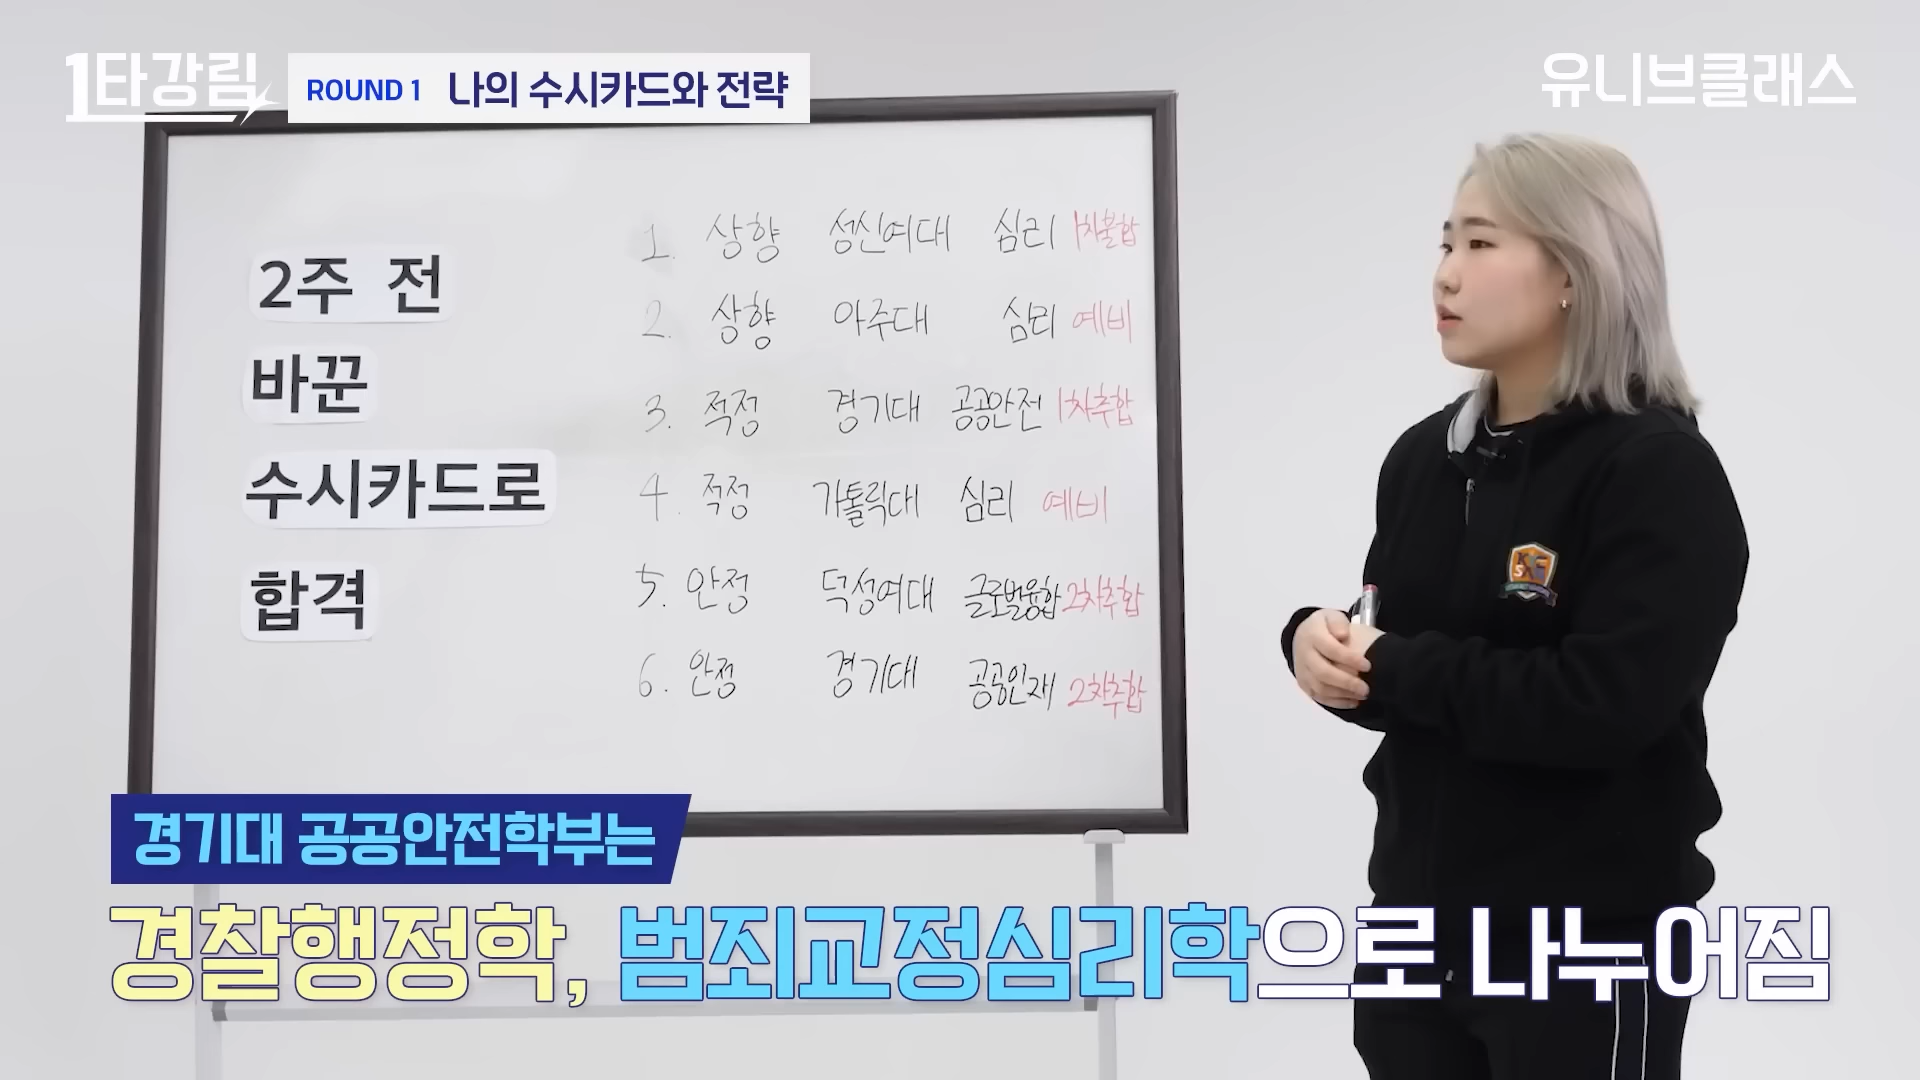 1타강림
ROUND 1 나의 수시카드와 전략
유니브클래스
2주 전
바꾼
수시카드로
합격
1. 상향 성신여대 심리 1차불합
2. 상향 아주대 심리 예비
3. 적정 경기대 공공안전 1차추합
4. 적정 가톨릭대 심리 예비
5. 안정 덕성여대 글로벌융합 2차추합
6. 안정 경기대 공공인재 2차추합
경기대 공공안전학부는
경찰행정학, 범죄교정심리학으로 나누어짐